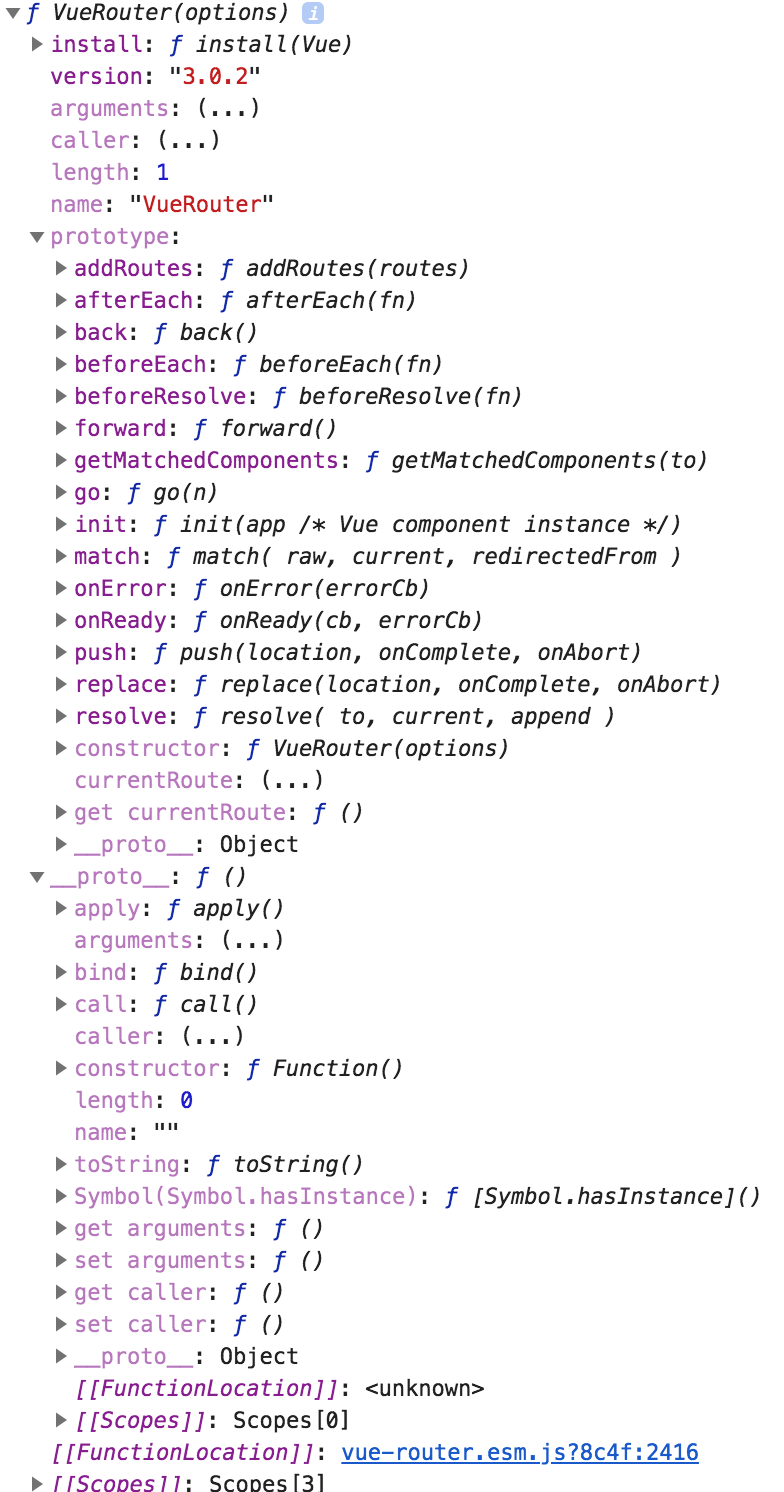 ƒ VueRouter(options) i
install: ƒ install(Vue)
version: "3.0.2"
arguments: (...)
caller: (...)
length: 1
name: "VueRouter"
prototype:
addRoutes: ƒ addRoutes(routes)
afterEach: ƒ afterEach(fn)
back: ƒ back()
beforeEach: ƒ beforeEach(fn)
beforeResolve: ƒ beforeResolve(fn)
forward: ƒ forward()
getMatchedComponents: ƒ getMatchedComponents(to)
go: ƒ go(n)
init: ƒ init(app /* Vue component instance */)
match: ƒ match( raw, current, redirectedFrom )
onError: ƒ onError(errorCb)
onReady: ƒ onReady(cb, errorCb)
push: ƒ push(location, onComplete, onAbort)
replace: ƒ replace(location, onComplete, onAbort)
resolve: ƒ resolve( to, current, append )
constructor: ƒ VueRouter(options)
currentRoute: (...)
get currentRoute: ƒ ()
__proto__: Object
__proto__: ƒ ()
apply: ƒ apply()
arguments: (...)
bind: ƒ bind()
call: ƒ call()
caller: (...)
constructor: ƒ Function()
length: 0
name: ""
toString: ƒ toString()
Symbol(Symbol.hasInstance): ƒ [Symbol.hasInstance]()
get arguments: ƒ ()
set arguments: ƒ ()
get caller: ƒ ()
set caller: ƒ ()
__proto__: Object
[[FunctionLocation]]: <unknown>
[[Scopes]]: Scopes[0]
[[FunctionLocation]]: vue-router.esm.js?8c4f:2416
[[Scopes]]: Scopes[3]